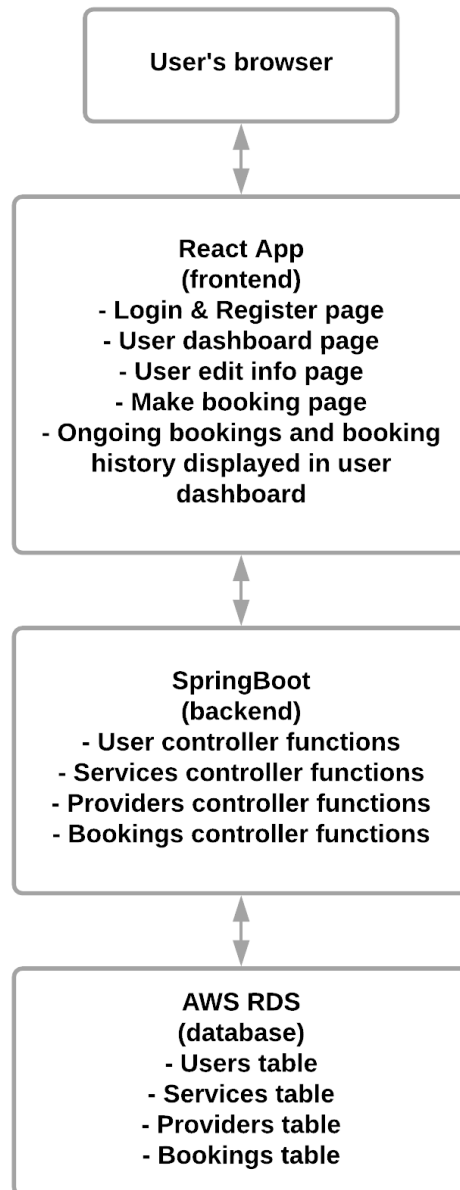 User's browser
React App
(frontend)
- Login & Register page
- User dashboard page
- User edit info page
- Make booking page
- Ongoing bookings and booking
history displayed in user
dashboard
SpringBoot
(backend)
- User controller functions
- Services controller functions
- Providers controller functions
- Bookings controller functions
AWS RDS
(database)
- Users table
- Services table
- Providers table
- Bookings table